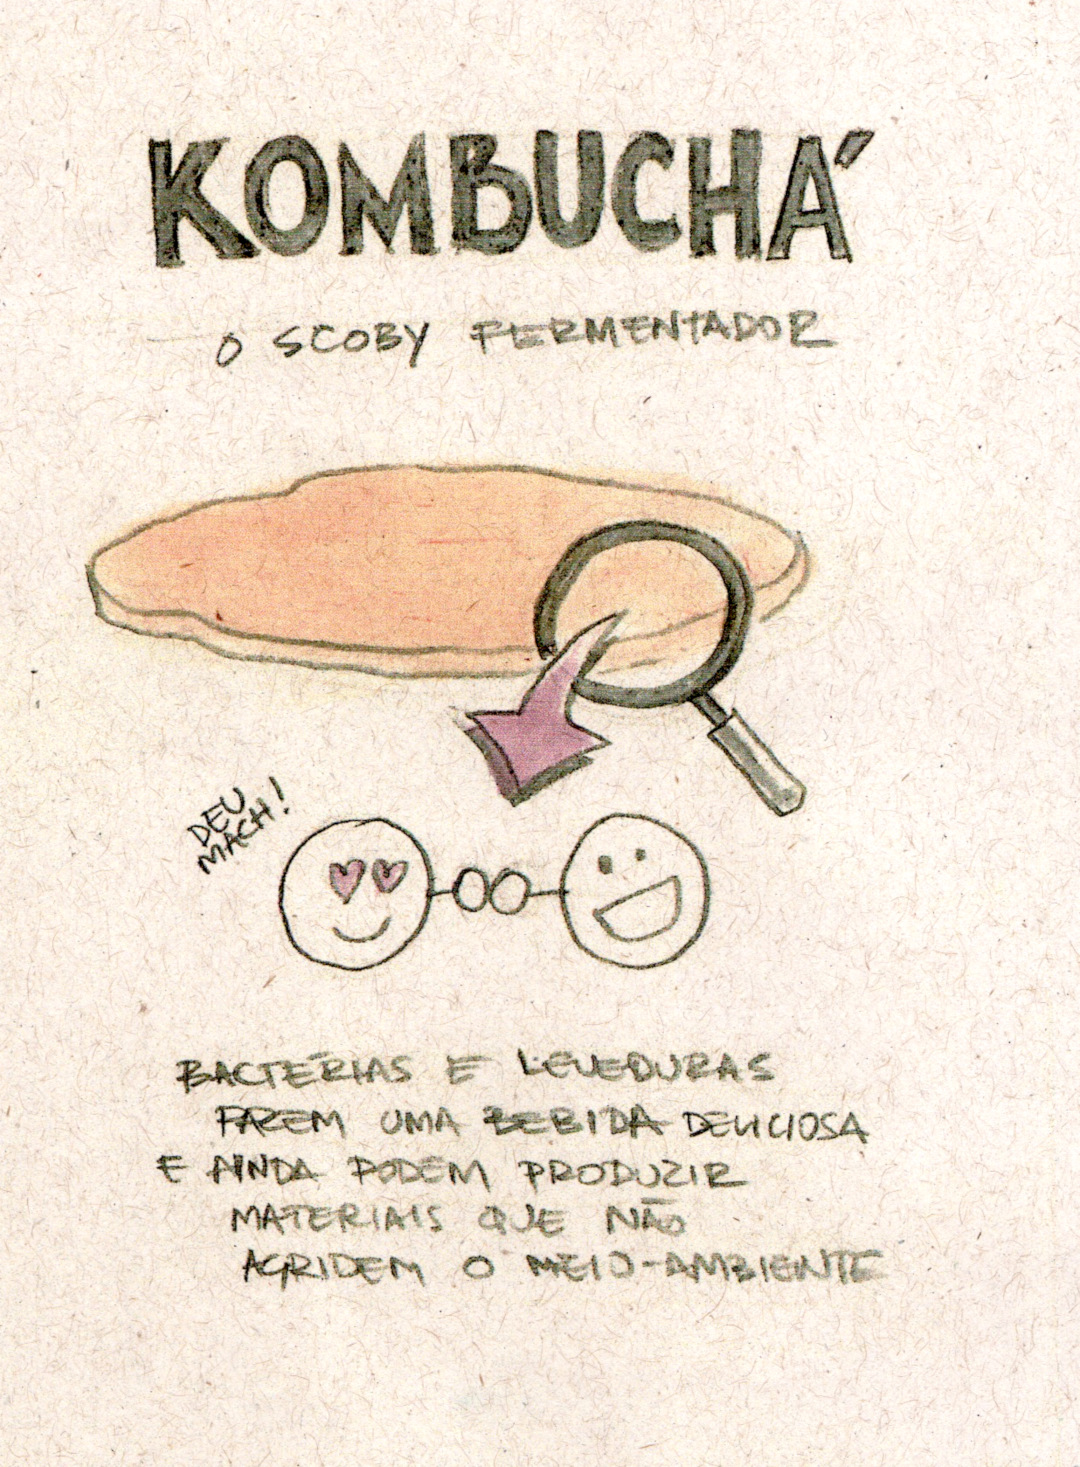 KOMBUCHÁ
O SCOBY FERMENTADOR
DEU
MACH!
BACTÉRIAS E LEVEDURAS
FAZEM UMA BEBIDA DELICIOSA
E AINDA PODEM PRODUZIR
MATERIAIS QUE NÃO
AGRIDEM O MEIO-AMBIENTE